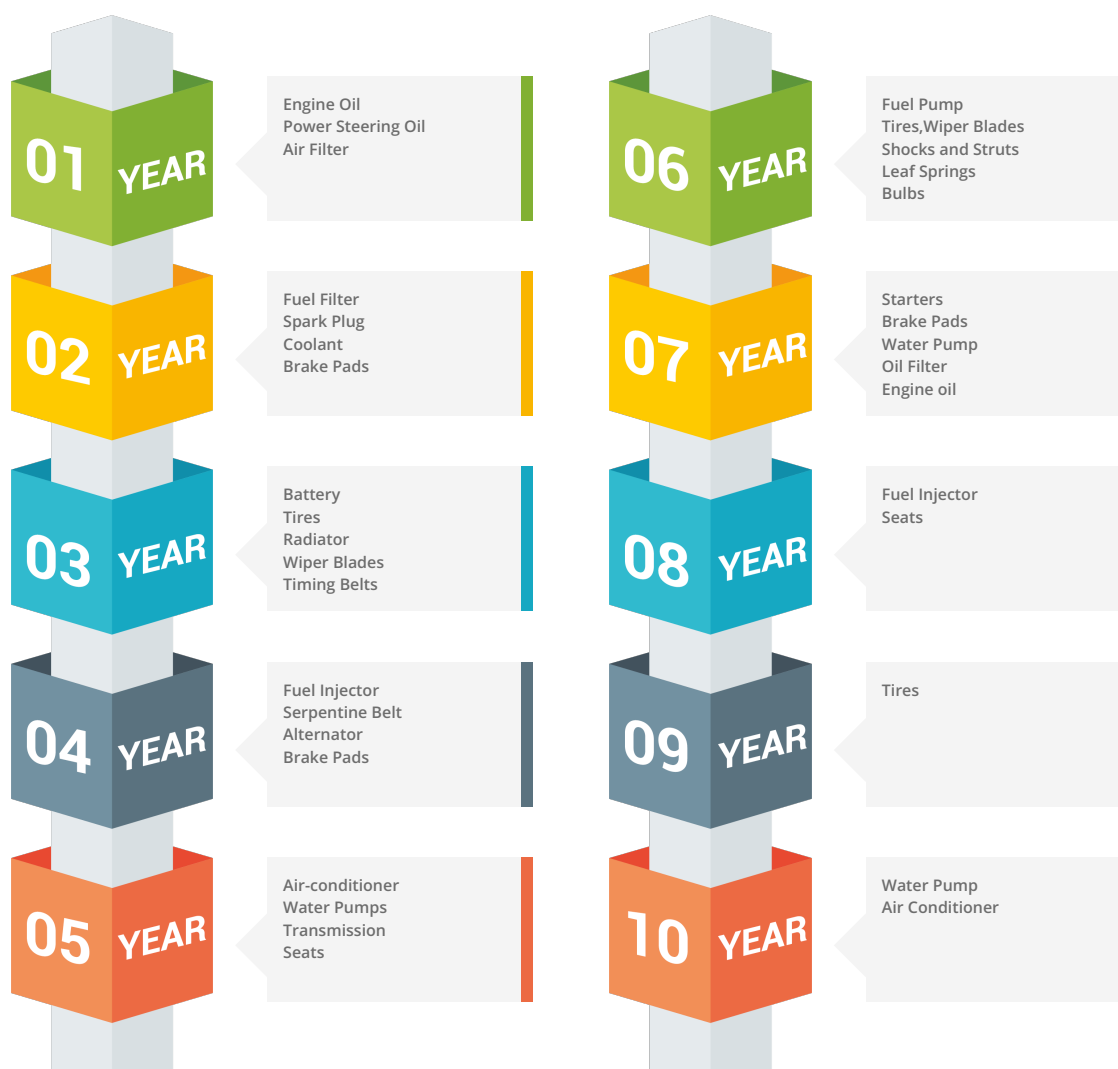 01 YEAR
Engine Oil
Power Steering Oil
Air Filter
02 YEAR
Fuel Filter
Spark Plug
Coolant
Brake Pads
03 YEAR
Battery
Tires
Radiator
Wiper Blades
Timing Belts
04 YEAR
Fuel Injector
Serpentine Belt
Alternator
Brake Pads
05 YEAR
Air-conditioner
Water Pumps
Transmission
Seats
06 YEAR
Fuel Pump
Tires,Wiper Blades
Shocks and Struts
Leaf Springs
Bulbs
07 YEAR
Starters
Brake Pads
Water Pump
Oil Filter
Engine oil
08 YEAR
Fuel Injector
Seats
09 YEAR
Tires
10 YEAR
Water Pump
Air Conditioner